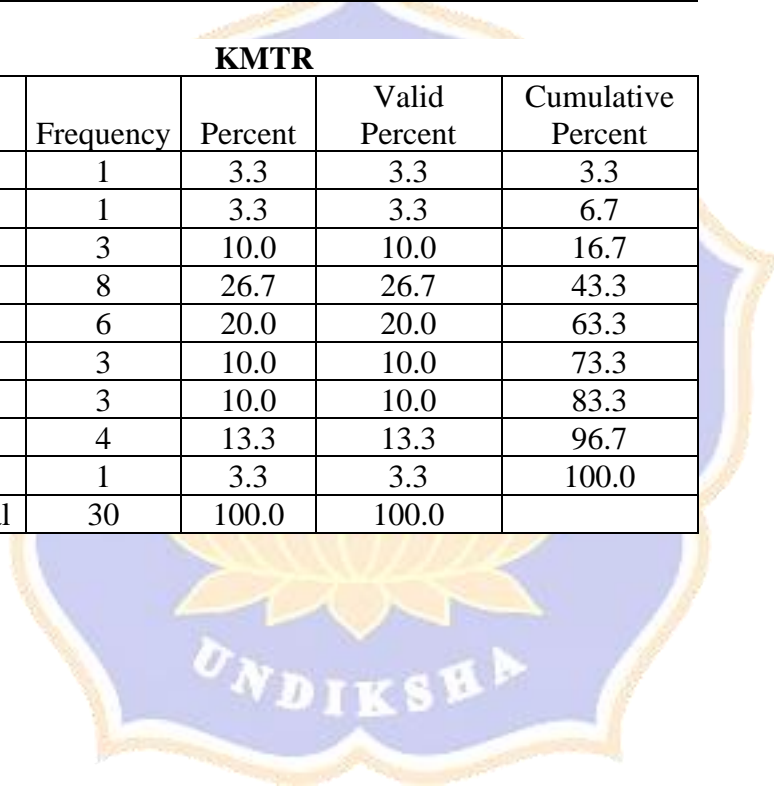 KMTR
Frequency Percent Valid Percent Cumulative Percent
1 3.3 3.3 3.3
1 3.3 3.3 6.7
3 10.0 10.0 16.7
8 26.7 26.7 43.3
6 20.0 20.0 63.3
3 10.0 10.0 73.3
3 10.0 10.0 83.3
4 13.3 13.3 96.7
1 3.3 3.3 100.0
30 100.0 100.0
UNDIKSHA